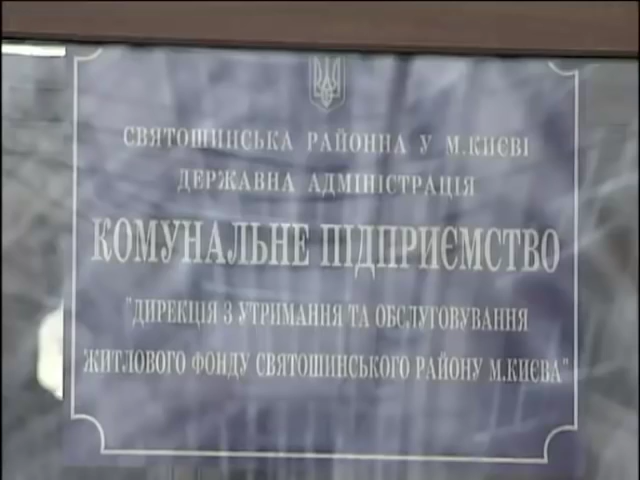 СВЯТОШИНСЬКА РАЙОННА У М.КИЄВІ
ДЕРЖАВНА АДМІНІСТРАЦІЯ
КОМУНАЛЬНЕ ПІДПРИЄМСТВО
"ДИРЕКЦІЯ З УТРИМАННЯ ТА ОБСЛУГОВУВАННЯ
ЖИТЛОВОГО ФОНДУ СВЯТОШИНСЬКОГО РАЙОНУ М.КИЄВА"